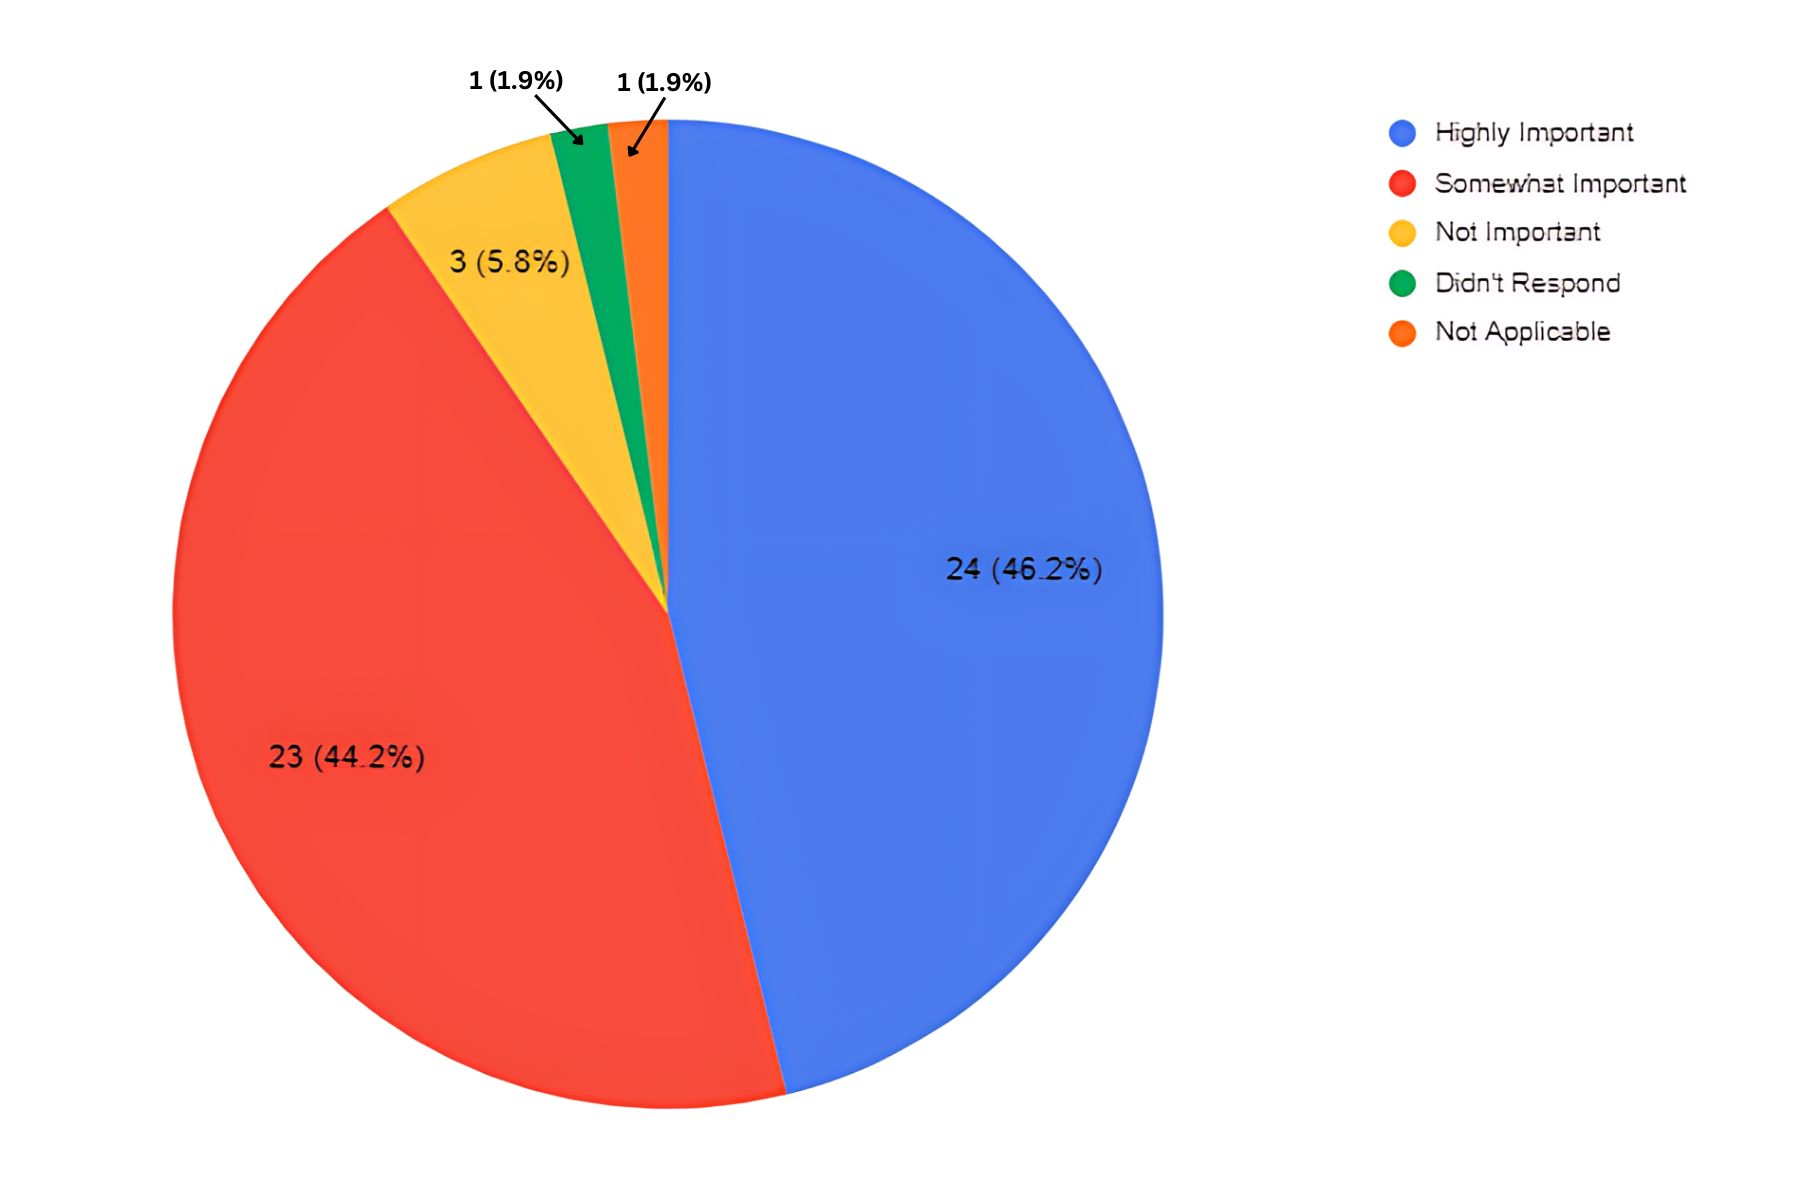 1 (1.9%)
1 (1.9%)
3 (5.8%)
24 (46.2%)
23 (44.2%)
Highly Important
Somewhat Important
Not Important
Didn't Respond
Not Applicable